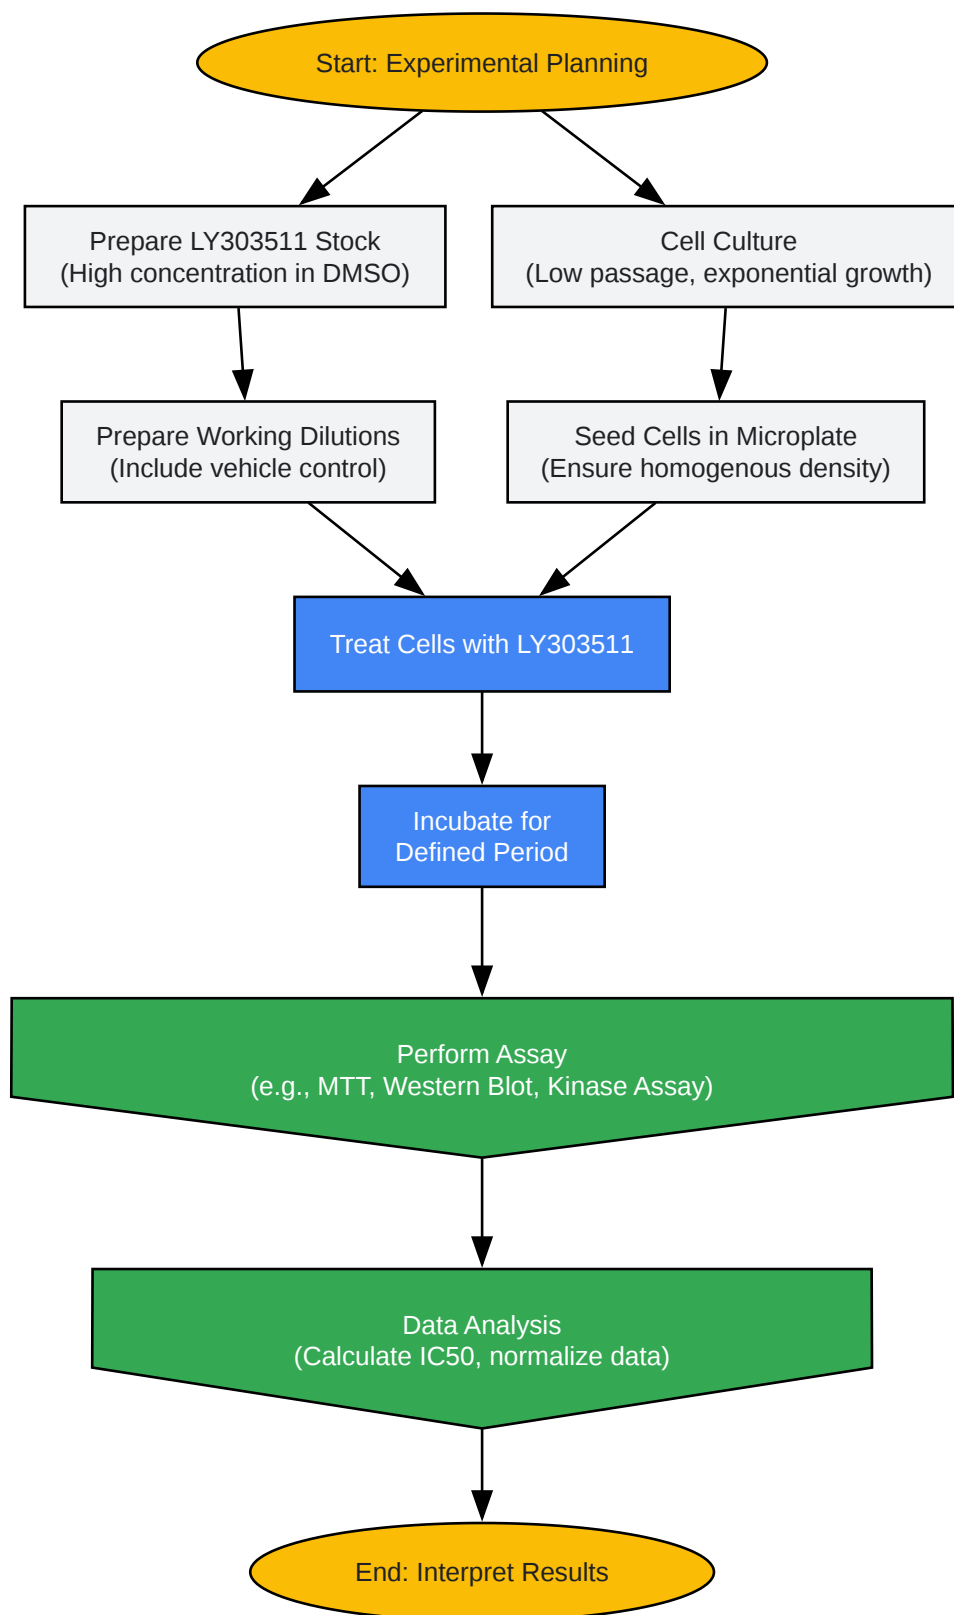 Start: Experimental Planning
Prepare LY303511 Stock
(High concentration in DMSO)
Cell Culture
(Low passage, exponential growth)
Prepare Working Dilutions
(Include vehicle control)
Seed Cells in Microplate
(Ensure homogenous density)
Treat Cells with LY303511
Incubate for
Defined Period
Perform Assay
(e.g., MTT, Western Blot, Kinase Assay)
Data Analysis
(Calculate IC50, normalize data)
End: Interpret Results